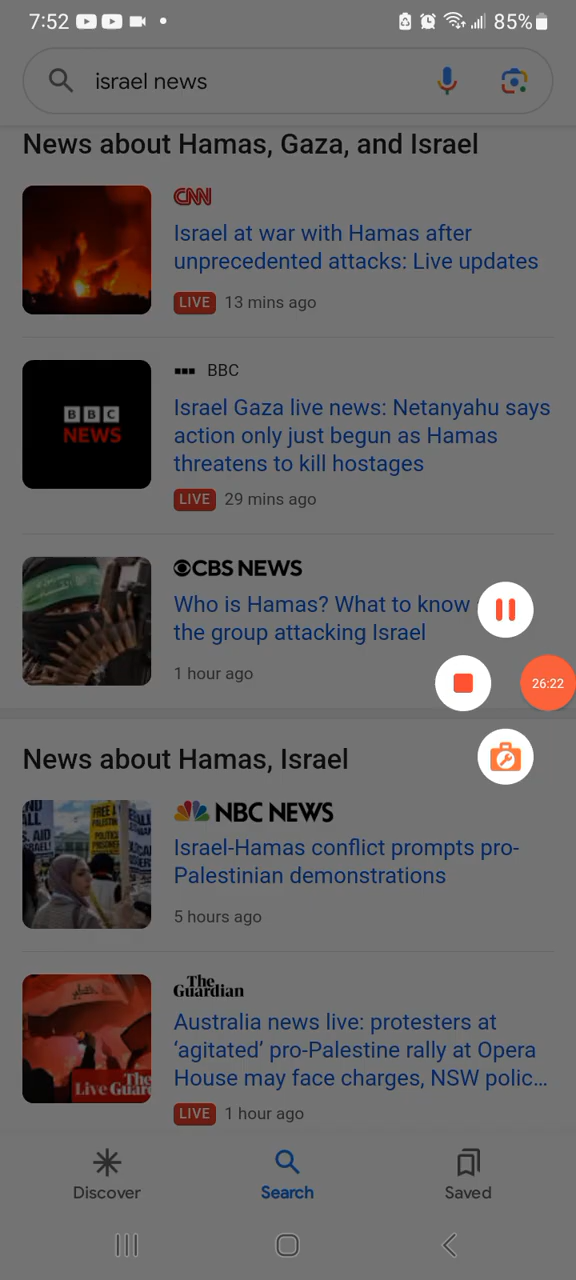 7:52
85%
israel news
News about Hamas, Gaza, and Israel
CNN
Israel at war with Hamas after
unprecedented attacks: Live updates
LIVE 13 mins ago
BBC
NEWS
BBC
Israel Gaza live news: Netanyahu says
action only just begun as Hamas
threatens to kill hostages
LIVE 29 mins ago
CBS NEWS
Who is Hamas? What to know
the group attacking Israel
1 hour ago
26:22
News about Hamas, Israel
NBC NEWS
Israel-Hamas conflict prompts pro-
Palestinian demonstrations
5 hours ago
The
Guardian
Australia news live: protesters at
‘agitated’ pro-Palestine rally at Opera
House may face charges, NSW polic...
Live
LIVE 1 hour ago
Discover
Search
Saved